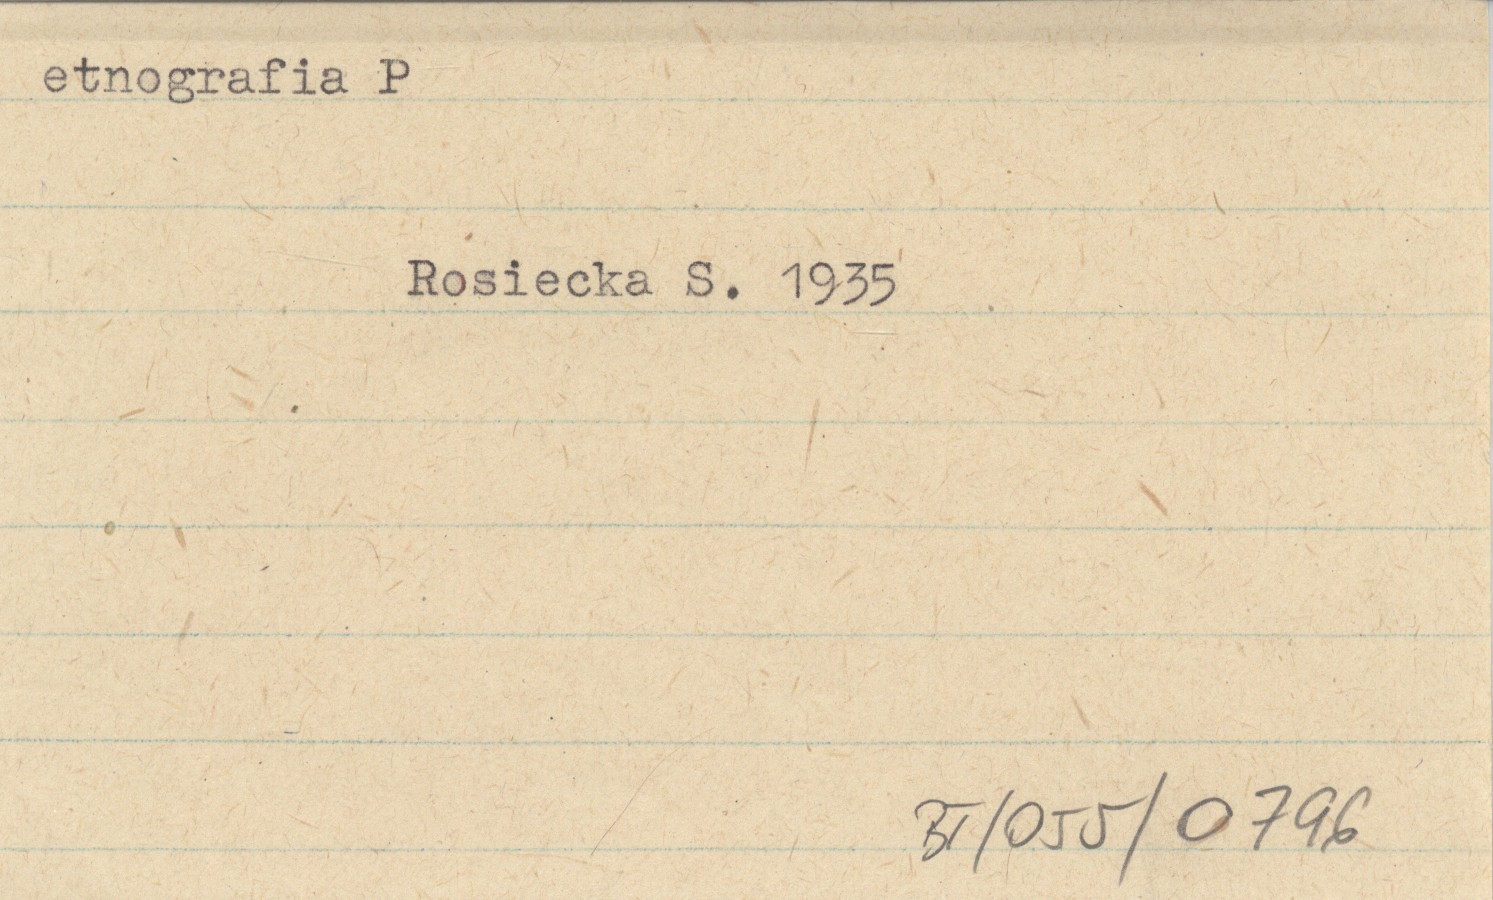 etnografia P
Rosiecka S. 1935
BI/055/0796